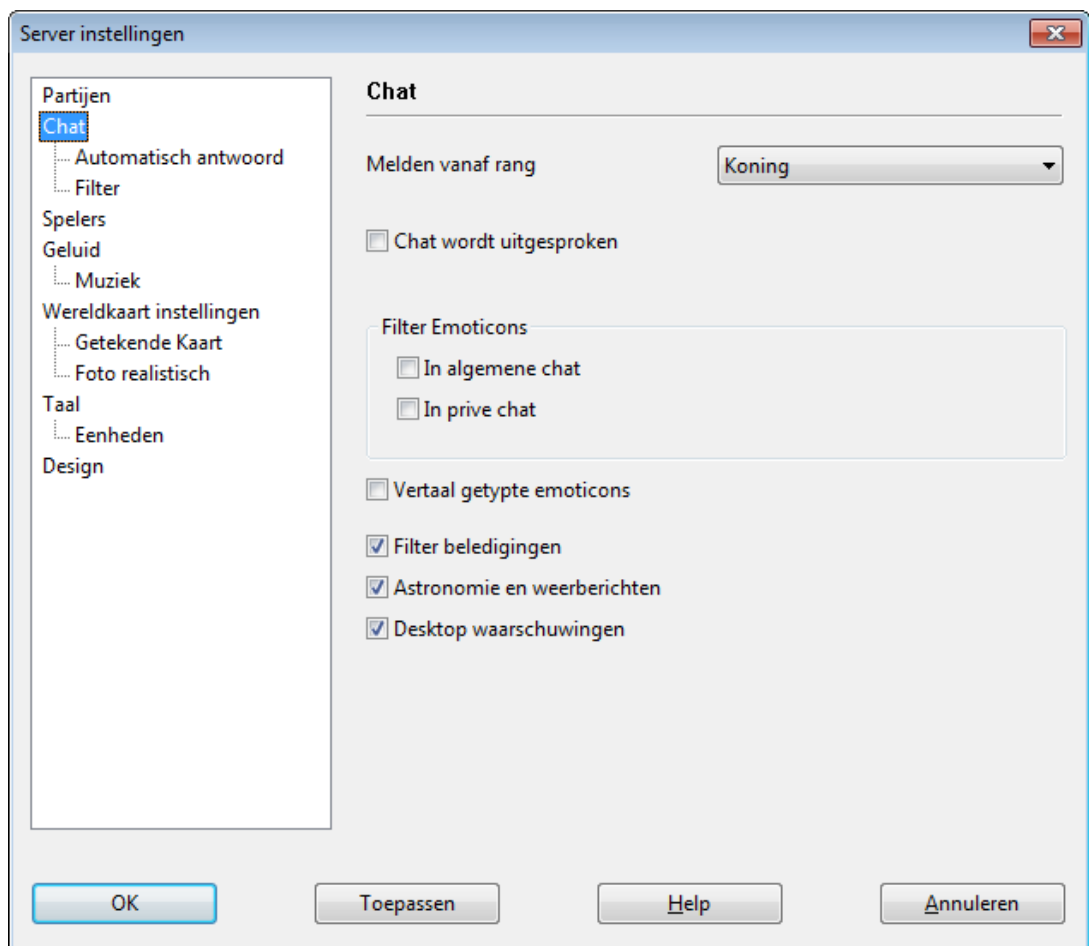 Server instellingen
Partijen
Chat
Automatisch antwoord
Filter
Spelers
Geluid
Muziek
Wereldkaart instellingen
Getekende Kaart
Foto realistisch
Taal
Eenheden
Design
Chat
Melden vanaf rang
Koning
Chat wordt uitgesproken
Filter Emoticons
In algemene chat
In prive chat
Vertaal getypte emoticons
Filter beledigingen
Astronomie en weerberichten
Desktop waarschuwingen
OK
Toepassen
Help
Annuleren